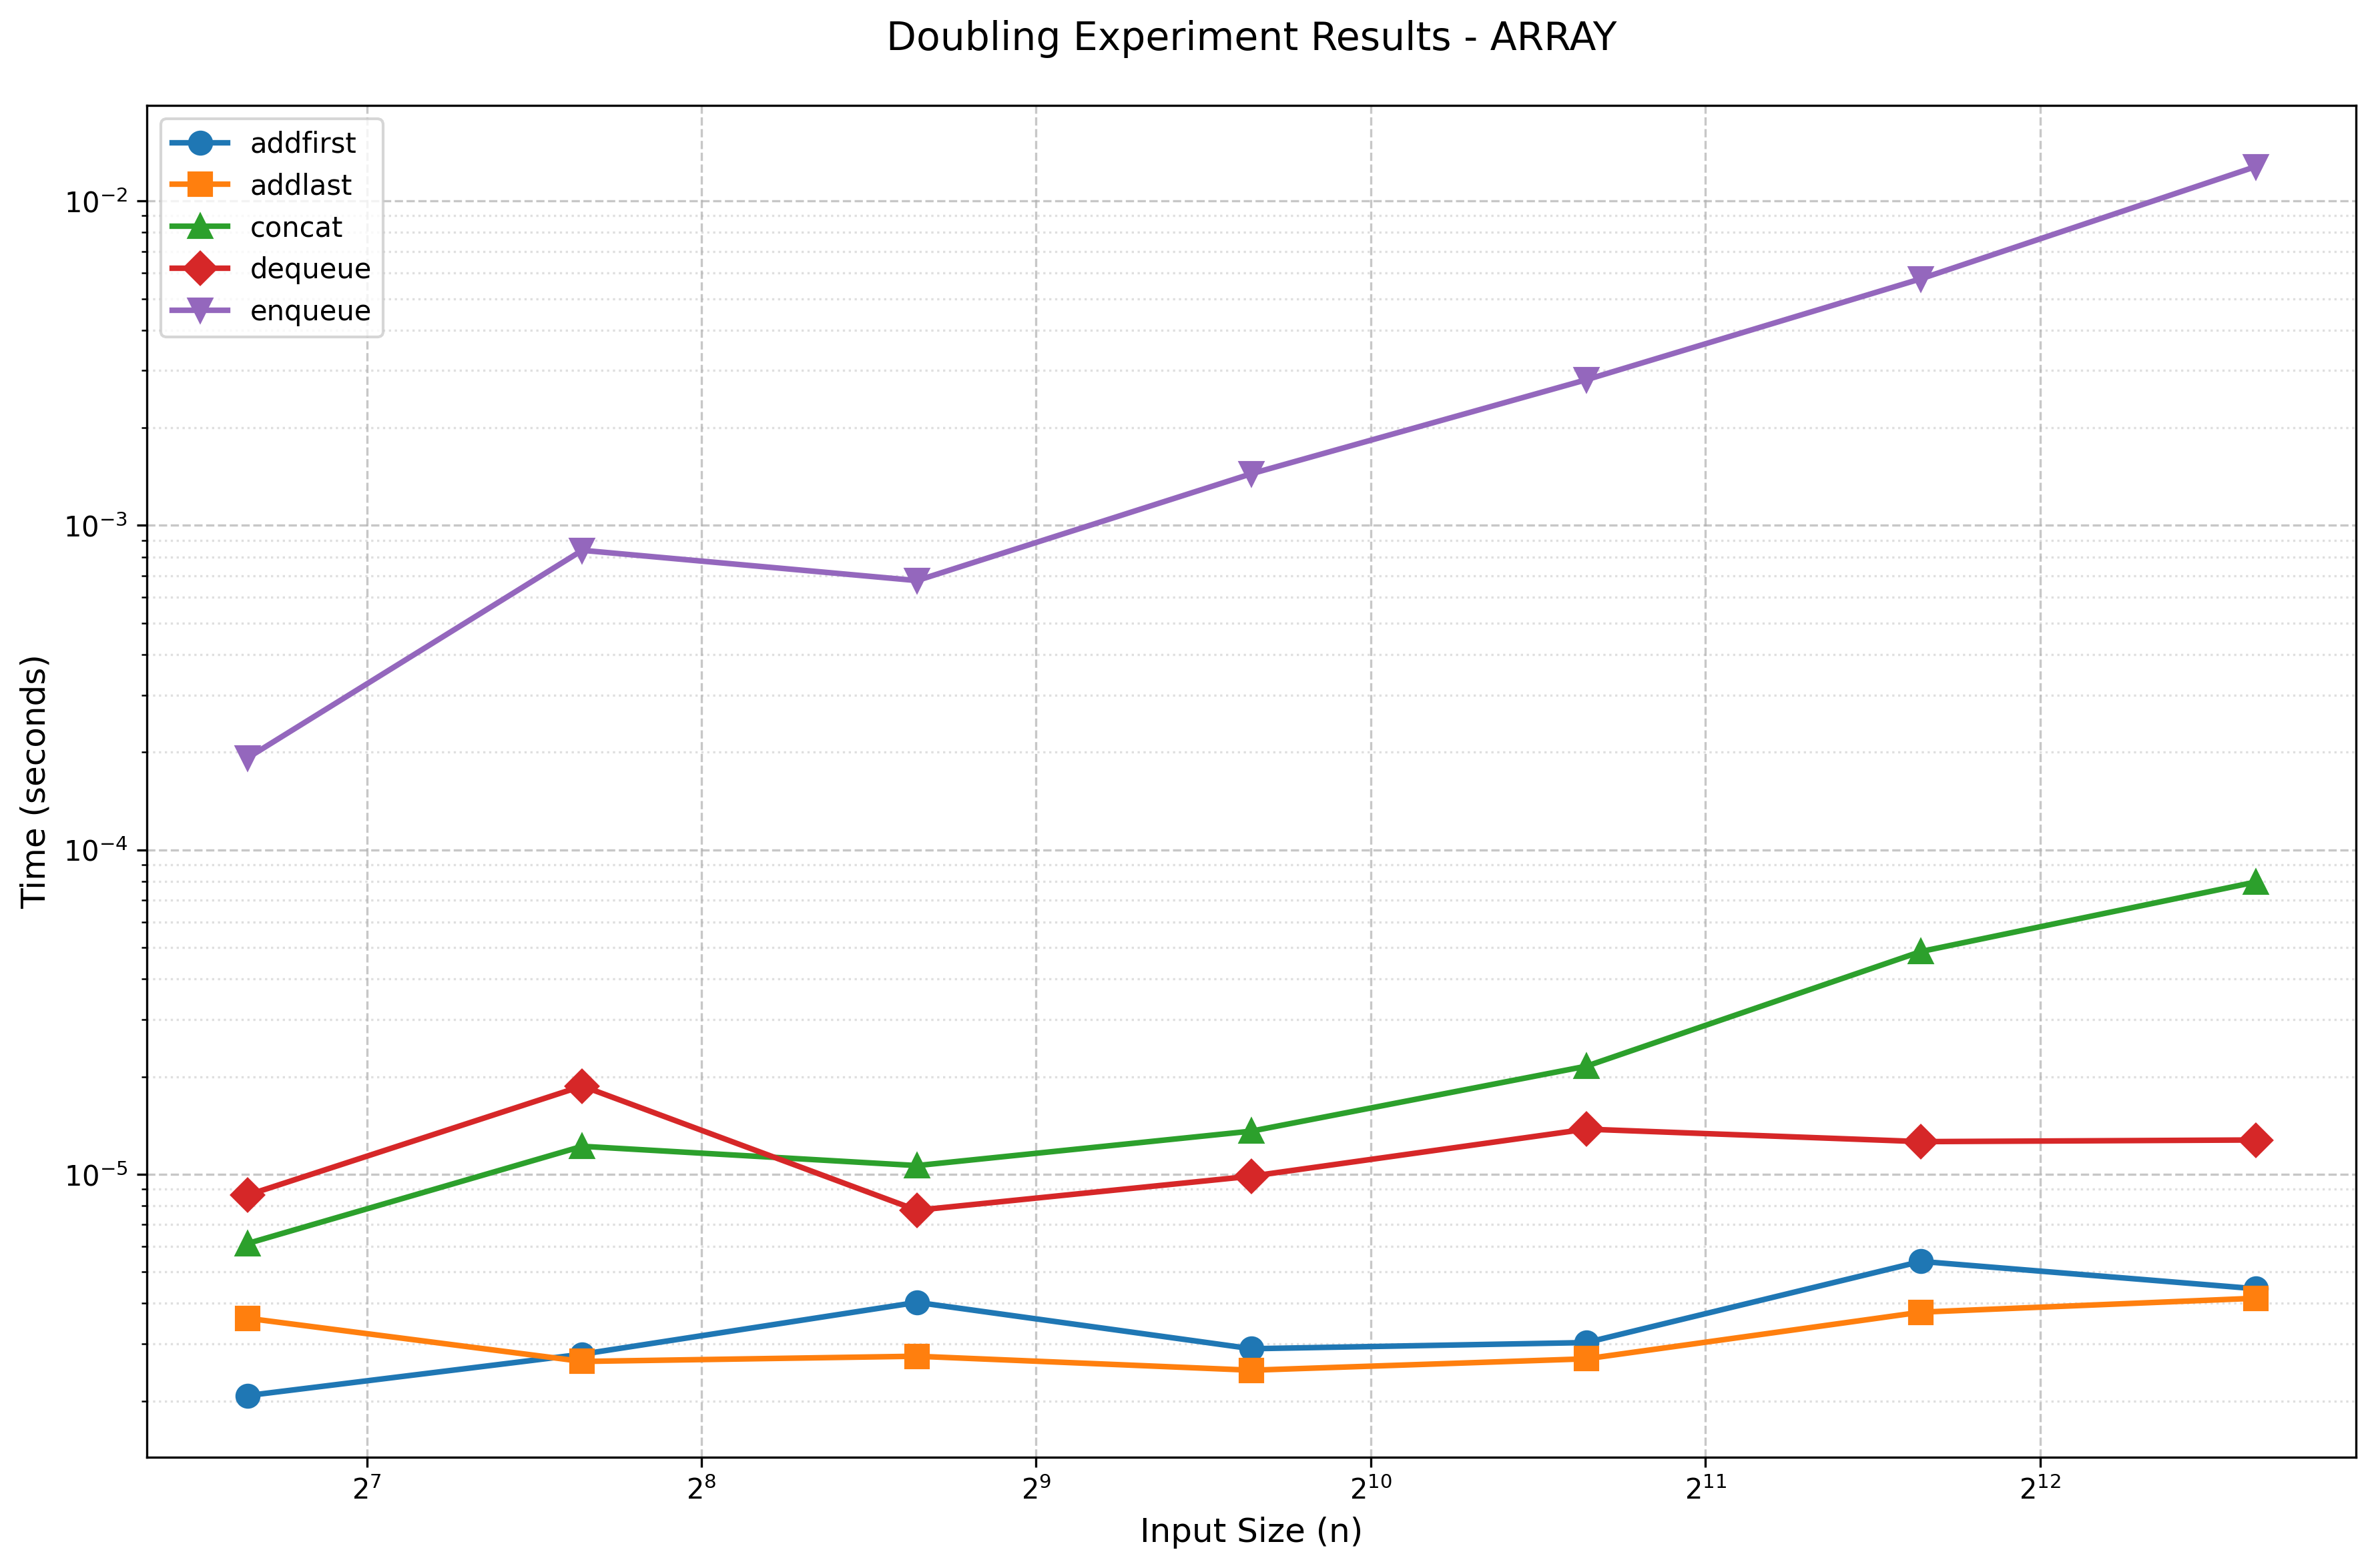 Doubling Experiment Results - ARRAY
addfirst
addlast
concat
dequeue
enqueue
Time (seconds)
10⁻²
10⁻³
10⁻⁴
10⁻⁵
2⁷ 2⁸ 2⁹ 2¹⁰ 2¹¹ 2¹²
Input Size (n)